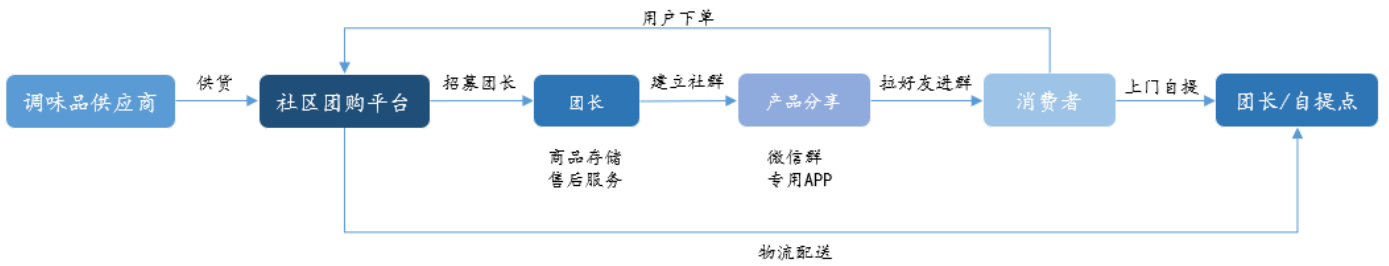 用户下单
调味品供应商
供货
社区团购平台
招募团长
团长
建立社群
产品分享
拉好友进群
消费者
上门自提
团长/自提点
商品存储
售后服务
微信群
专用APP
物流配送